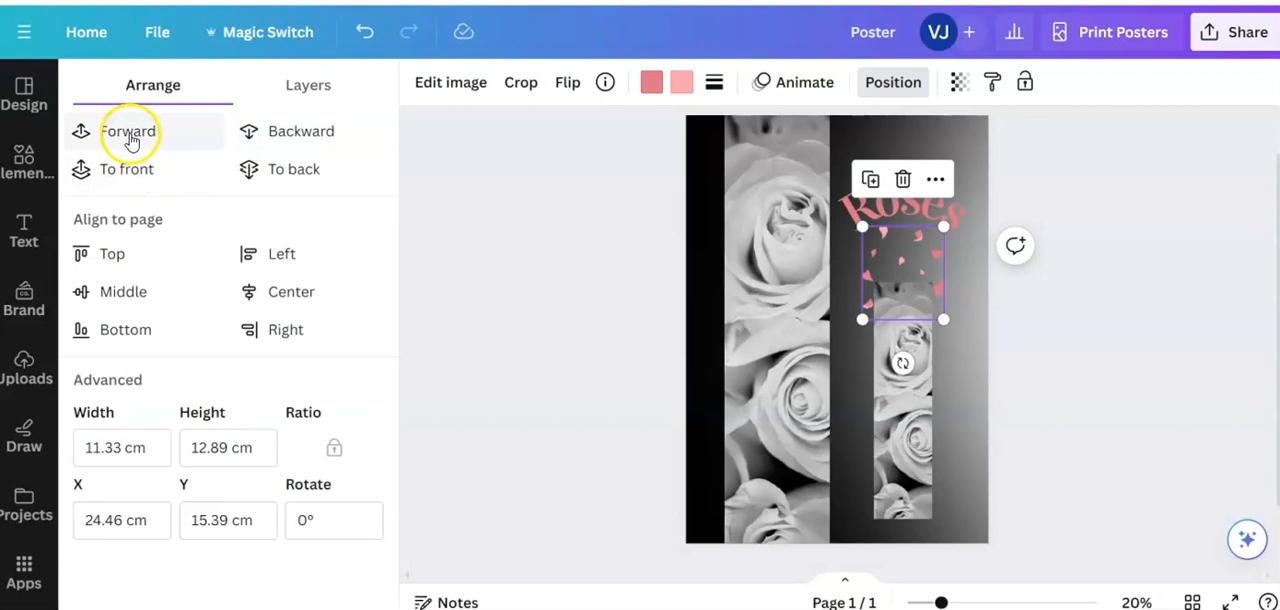 Home File Magic Switch Poster VJ Print Posters Share
Arrange Layers
Edit image Crop Flip Animate Position
Design
Forward Backward
lemen...
To front To back
Roses
Text
Align to page
Top Left
Brand
Middle Center
Bottom Right
Uploads
Advanced
Width Height Ratio
Draw
11.33 cm 12.89 cm
X Y Rotate
Projects
24.46 cm 15.39 cm 0°
Apps
Notes Page 1 / 1 20%